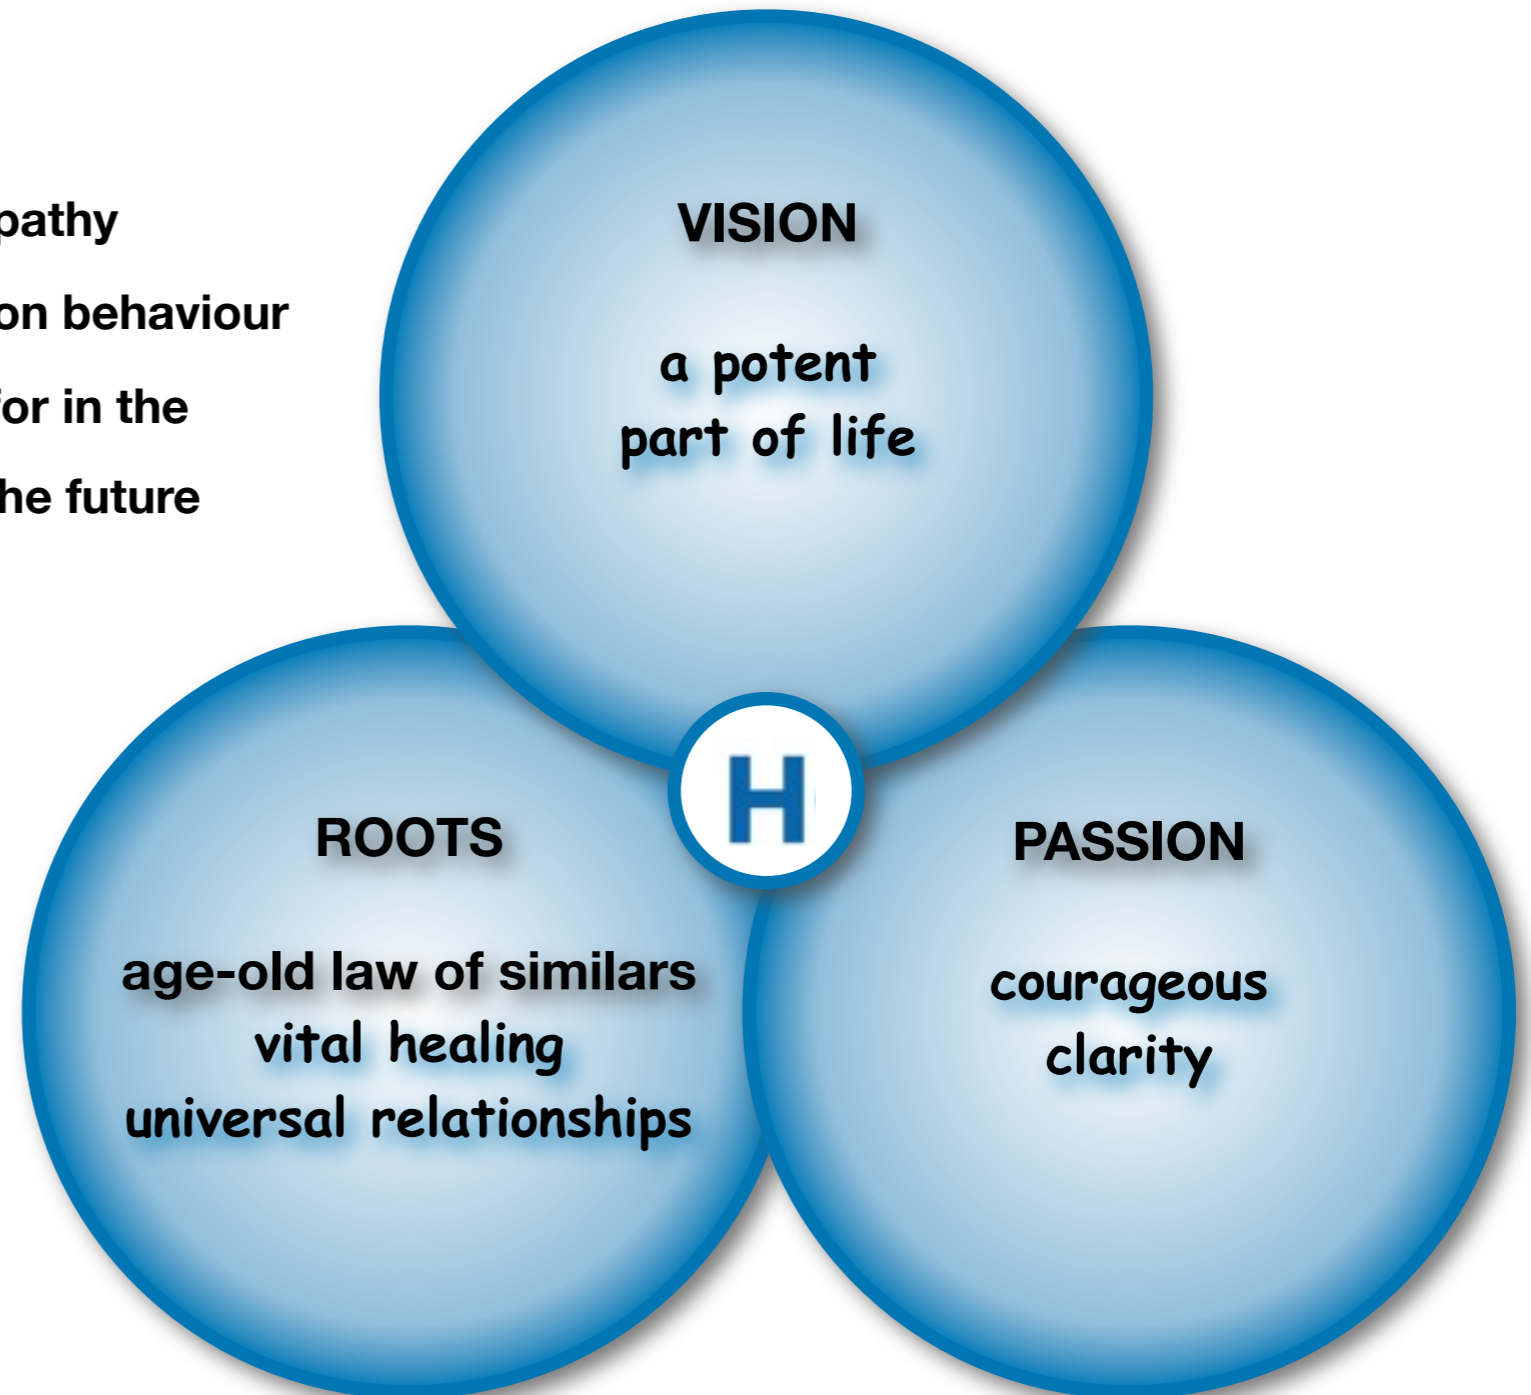 pathy
on behaviour
for in the
he future
VISION
a potent
part of life
H
ROOTS
age-old law of similars
vital healing
universal relationships
PASSION
courageous
clarity